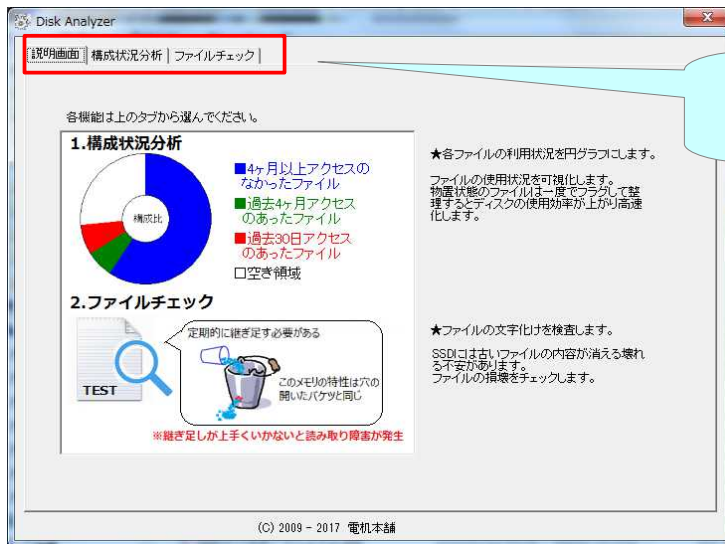 Disk Analyzer
説明画面 構成状況分析 ファイルチェック
各機能は上のタブから選んでください。
1.構成状況分析
構成比
■4ヶ月以上アクセスの
なかったファイル
■過去4ヶ月アクセス
のあったファイル
■過去30日アクセス
のあったファイル
□空き領域
★各ファイルの利用状況を円グラフにします。
ファイルの使用状況を可視化します。
物置状態のファイルは一度でフラグして整
理するとディスクの使用効率が上がり高速
化します。
2.ファイルチェック
TEST
定期的に継ぎ足す必要がある
このメモリの特性は穴の
開いたバケツと同じ
※継ぎ足しが上手くいかないと読み取り障害が発生
★ファイルの文字化けを検査します。
SSDには古いファイルの内容が消える壊れ
る不安があります。
ファイルの損壊をチェックします。
(C) 2009 - 2017 電机本舗